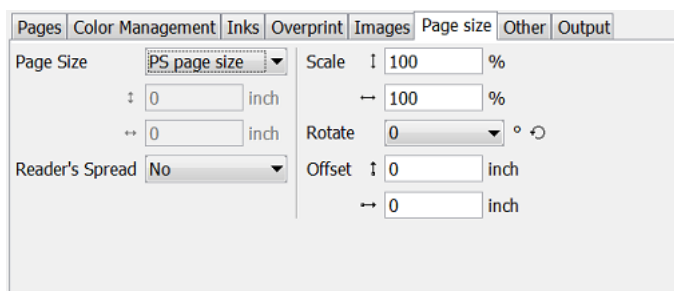 Pages Color Management Inks Overprint Images Page size Other Output
Page Size PS page size Scale 100 %
0 inch 100 %
0 inch Rotate 0 °
Reader's Spread No Offset 0 inch
0 inch